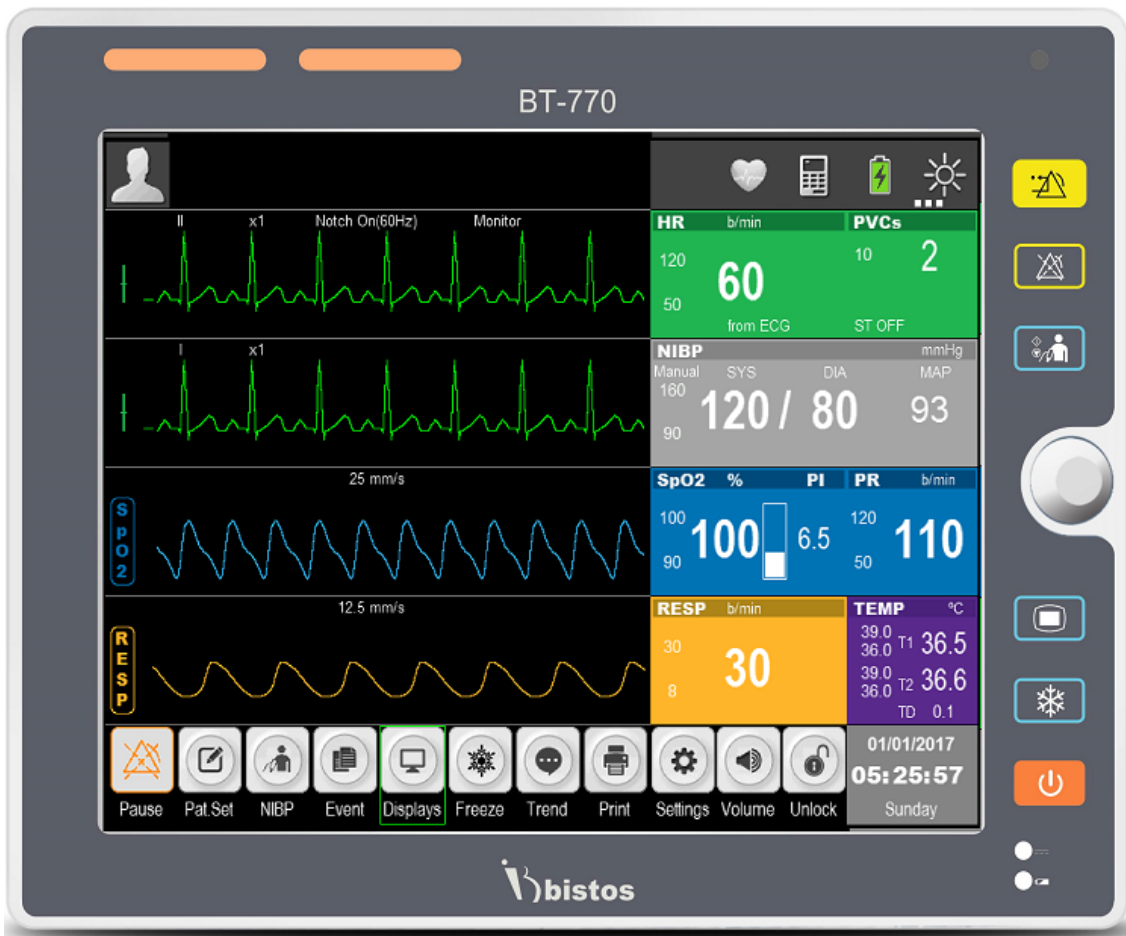 BT-770
II x1 Notch On(60Hz) Monitor
HR b/min PVCs
120 60 10 2
50
from ECG ST OFF
I x1
NIBP mmHg
Manual SYS DIA MAP
160
120 / 80 93
90
25 mm/s
SpO2 % PI PR b/min
SpO2
100 100 6.5 120 110
90 50
12.5 mm/s
RESP b/min TEMP ºC
RESP
30 30 39.0 T1 36.5
36.0
8 39.0 T2 36.6
36.0
TD 0.1
Pause Pat.Set NIBP Event Displays Freeze Trend Print Settings Volume Unlock
01/01/2017
05:25:57
Sunday
bistos